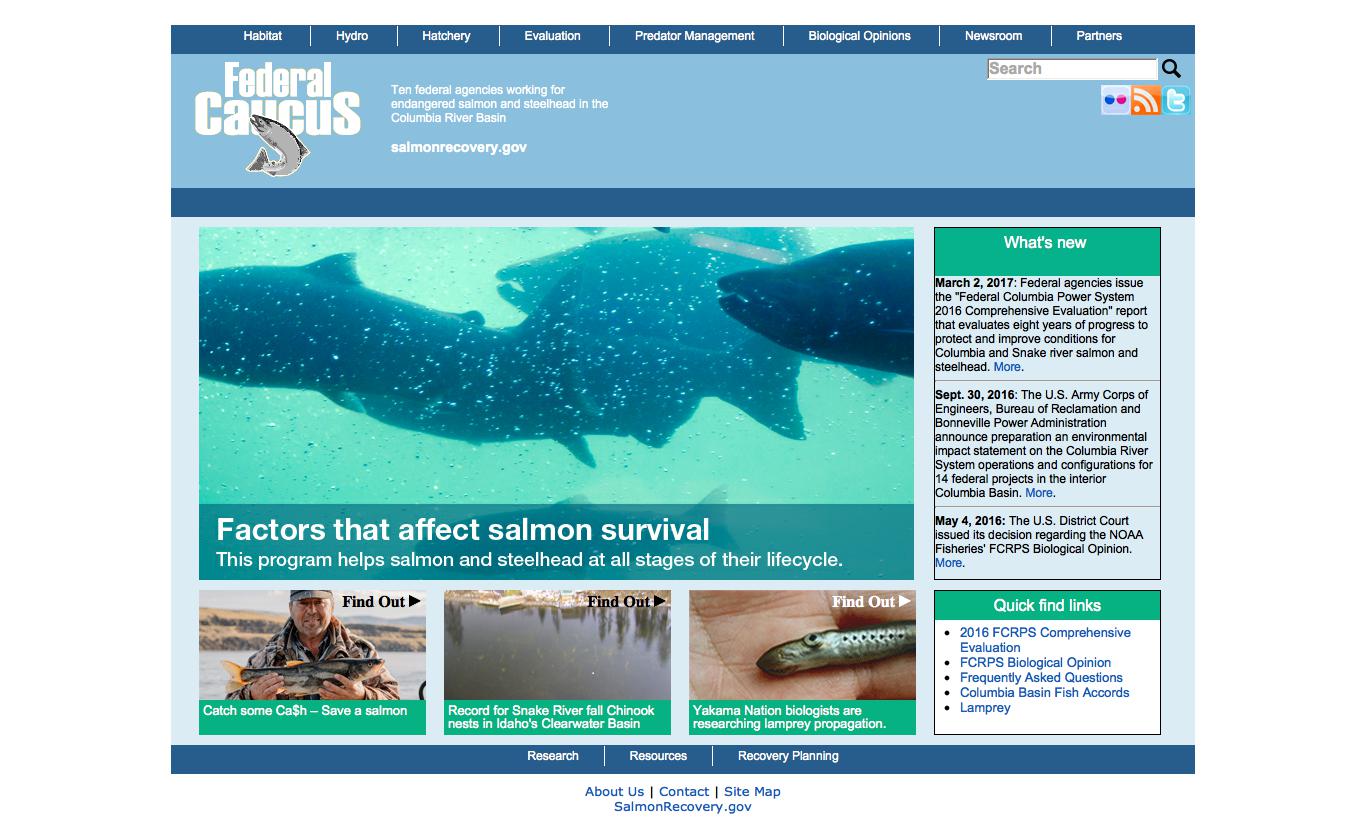 Habitat
Hydro
Hatchery
Evaluation
Predator Management
Biological Opinions
Newsroom
Partners
Federal
Caucus
Ten federal agencies working for
endangered salmon and steelhead in the
Columbia River Basin
salmonrecovery.gov
Search
Factors that affect salmon survival
This program helps salmon and steelhead at all stages of their lifecycle.
What's new
March 2, 2017: Federal agencies issue
the "Federal Columbia Power System
2016 Comprehensive Evaluation" report
that evaluates eight years of progress to
protect and improve conditions for
Columbia and Snake river salmon and
steelhead. More.
Sept. 30, 2016: The U.S. Army Corps of
Engineers, Bureau of Reclamation and
Bonneville Power Administration
announce preparation an environmental
impact statement on the Columbia River
System operations and configurations for
14 federal projects in the interior
Columbia Basin. More.
May 4, 2016: The U.S. District Court
issued its decision regarding the NOAA
Fisheries' FCRPS Biological Opinion.
More.
Find Out
Catch some Ca$h – Save a salmon
Find Out
Record for Snake River fall Chinook
nests in Idaho's Clearwater Basin
Find Out
Yakama Nation biologists are
researching lamprey propagation.
Quick find links
2016 FCRPS Comprehensive
Evaluation
FCRPS Biological Opinion
Frequently Asked Questions
Columbia Basin Fish Accords
Lamprey
Research
Resources
Recovery Planning
About Us | Contact | Site Map
SalmonRecovery.gov